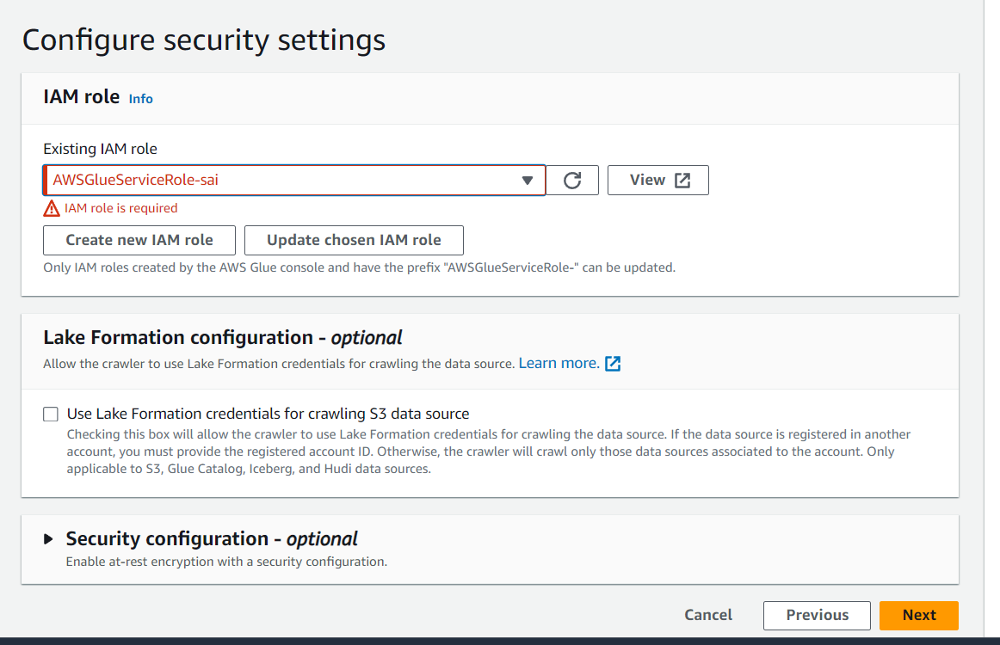 Configure security settings
IAM role Info
Existing IAM role
AWSGlueServiceRole-sai
View
IAM role is required
Create new IAM role
Update chosen IAM role
Only IAM roles created by the AWS Glue console and have the prefix "AWSGlueServiceRole-" can be updated.
Lake Formation configuration - optional
Allow the crawler to use Lake Formation credentials for crawling the data source. Learn more.
Use Lake Formation credentials for crawling S3 data source
Checking this box will allow the crawler to use Lake Formation credentials for crawling the data source. If the data source is registered in another
account, you must provide the registered account ID. Otherwise, the crawler will crawl only those data sources associated to the account. Only
applicable to S3, Glue Catalog, Iceberg, and Hudi data sources.
Security configuration - optional
Enable at-rest encryption with a security configuration.
Cancel
Previous
Next